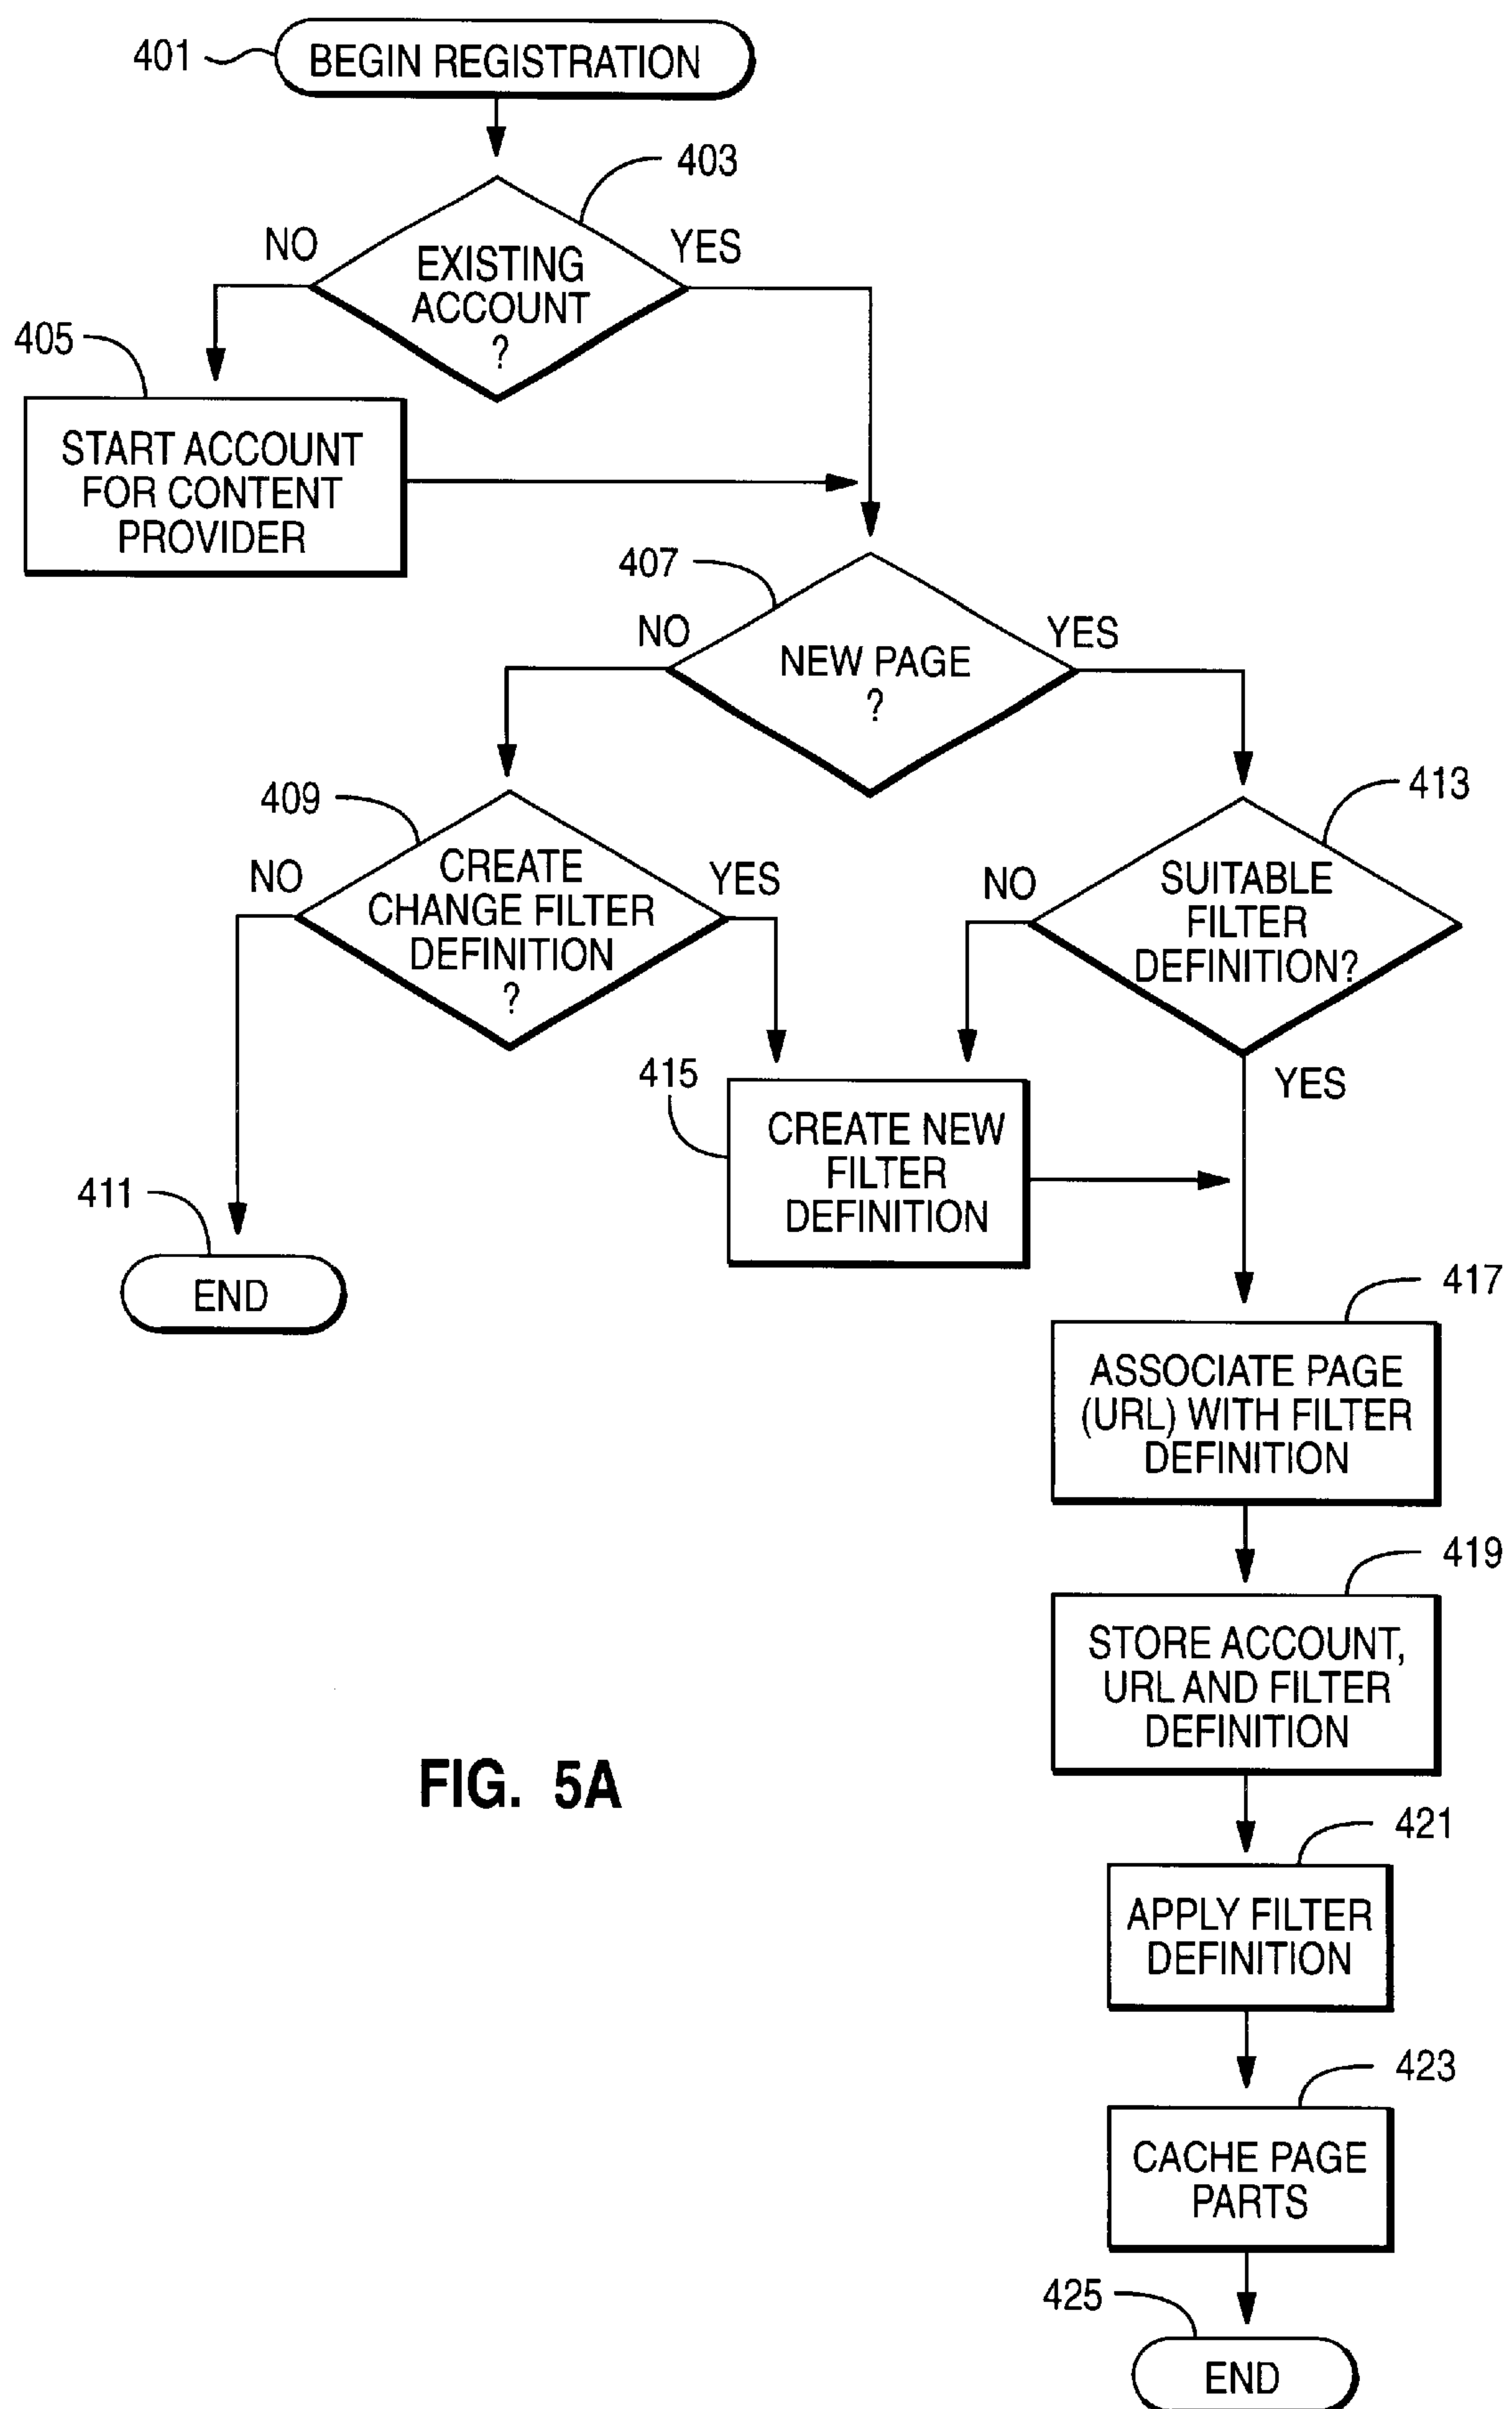 401
BEGIN REGISTRATION
403
NO
YES
EXISTING
ACCOUNT
?
405
START ACCOUNT
FOR CONTENT
PROVIDER
407
NO
YES
NEW PAGE
?
409
NO
YES
CREATE
CHANGE FILTER
DEFINITION
?
413
NO
SUITABLE
FILTER
DEFINITION?
YES
415
CREATE NEW
FILTER
DEFINITION
411
END
417
ASSOCIATE PAGE
(URL) WITH FILTER
DEFINITION
419
STORE ACCOUNT,
URL AND FILTER
DEFINITION
FIG. 5A
421
APPLY FILTER
DEFINITION
423
CACHE PAGE
PARTS
425
END